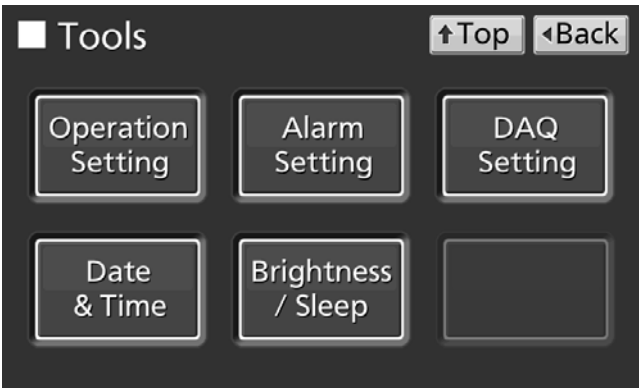 Tools
↑Top
◂Back
Operation
Setting
Alarm
Setting
DAQ
Setting
Date
& Time
Brightness
/ Sleep